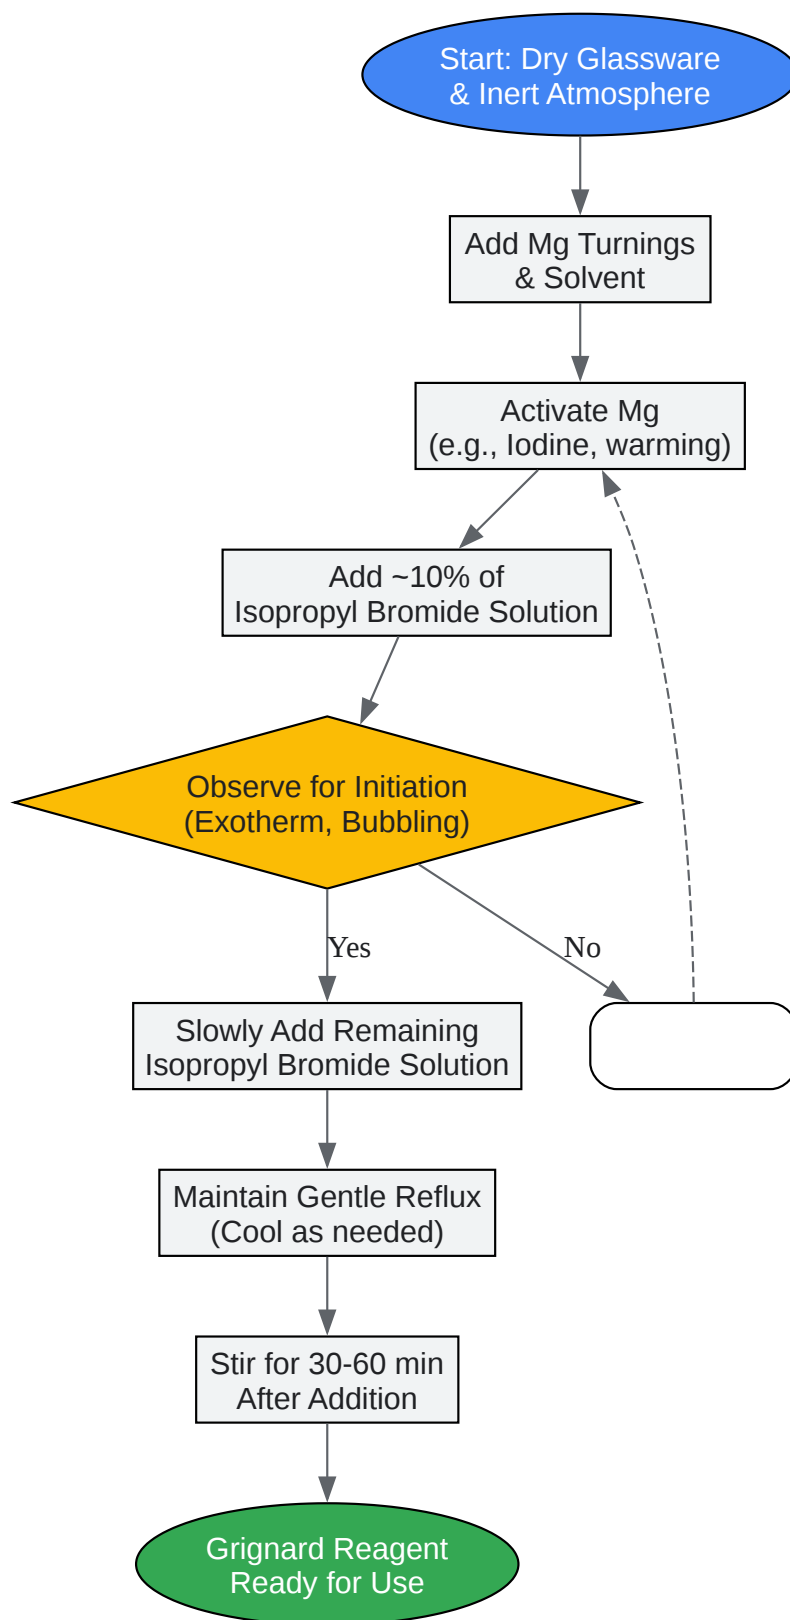 Start: Dry Glassware
& Inert Atmosphere
Add Mg Turnings
& Solvent
Activate Mg
(e.g., Iodine, warming)
Add ~10% of
Isopropyl Bromide Solution
Observe for Initiation
(Exotherm, Bubbling)
Yes
No
Slowly Add Remaining
Isopropyl Bromide Solution
Maintain Gentle Reflux
(Cool as needed)
Stir for 30-60 min
After Addition
Grignard Reagent
Ready for Use